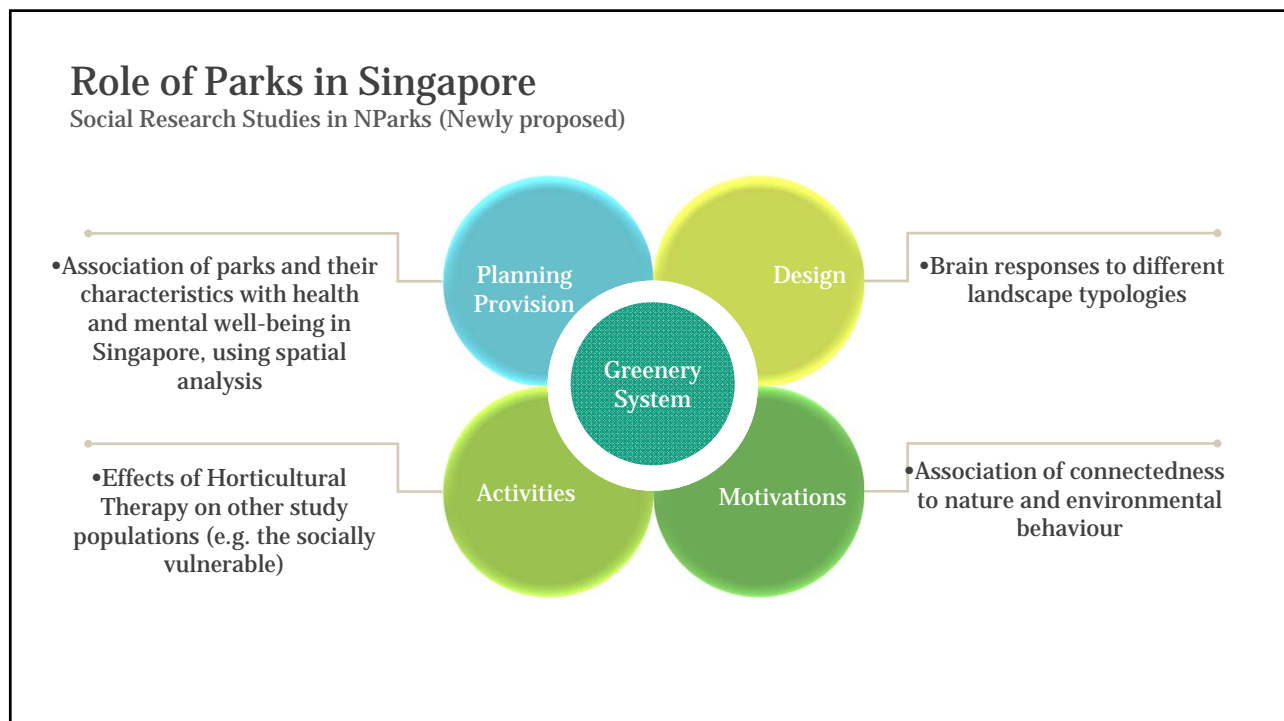 Role of Parks in Singapore
Social Research Studies in NParks (Newly proposed)
•Association of parks and their
characteristics with health
and mental well-being in
Singapore, using spatial
analysis
Planning
Provision
Design
•Brain responses to different
landscape typologies
Greenery
System
•Effects of Horticultural
Therapy on other study
populations (e.g. the socially
vulnerable)
Activities
Motivations
•Association of connectedness
to nature and environmental
behaviour